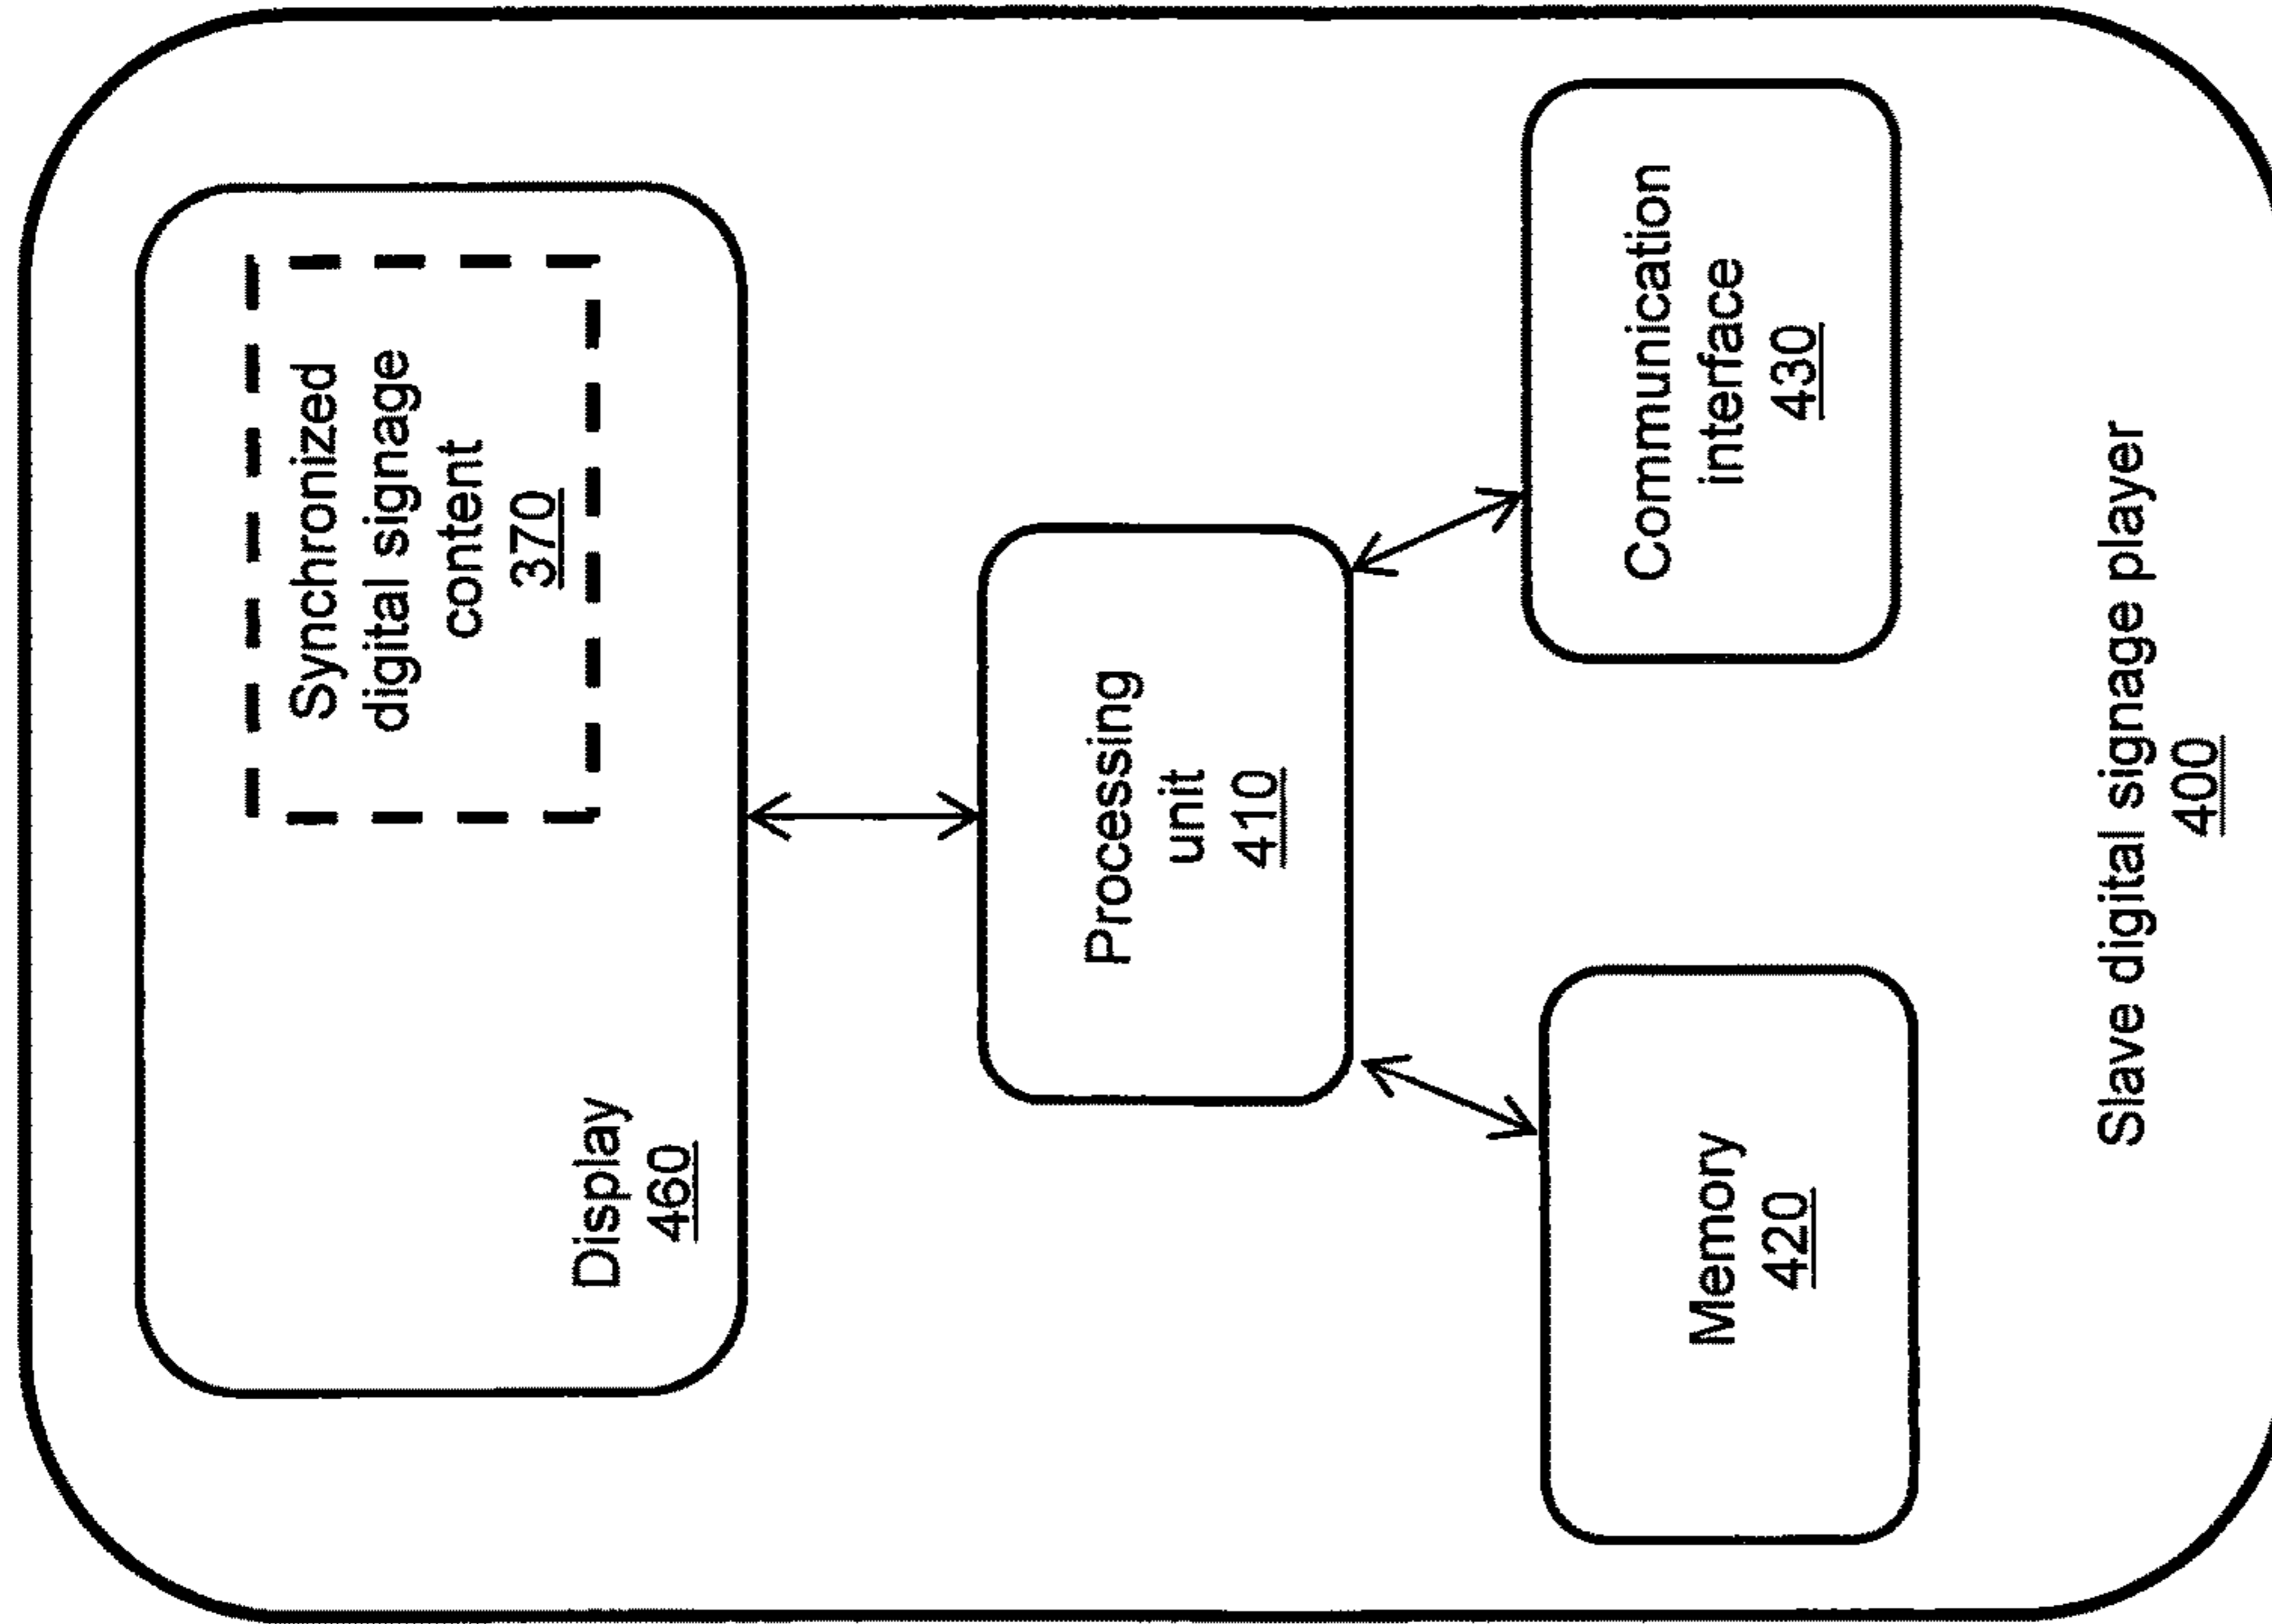 Synchronized
digital signage
content
370
Display
460
Processing
unit
410
Communication
interface
430
Memory
420
Slave digital signage player
400